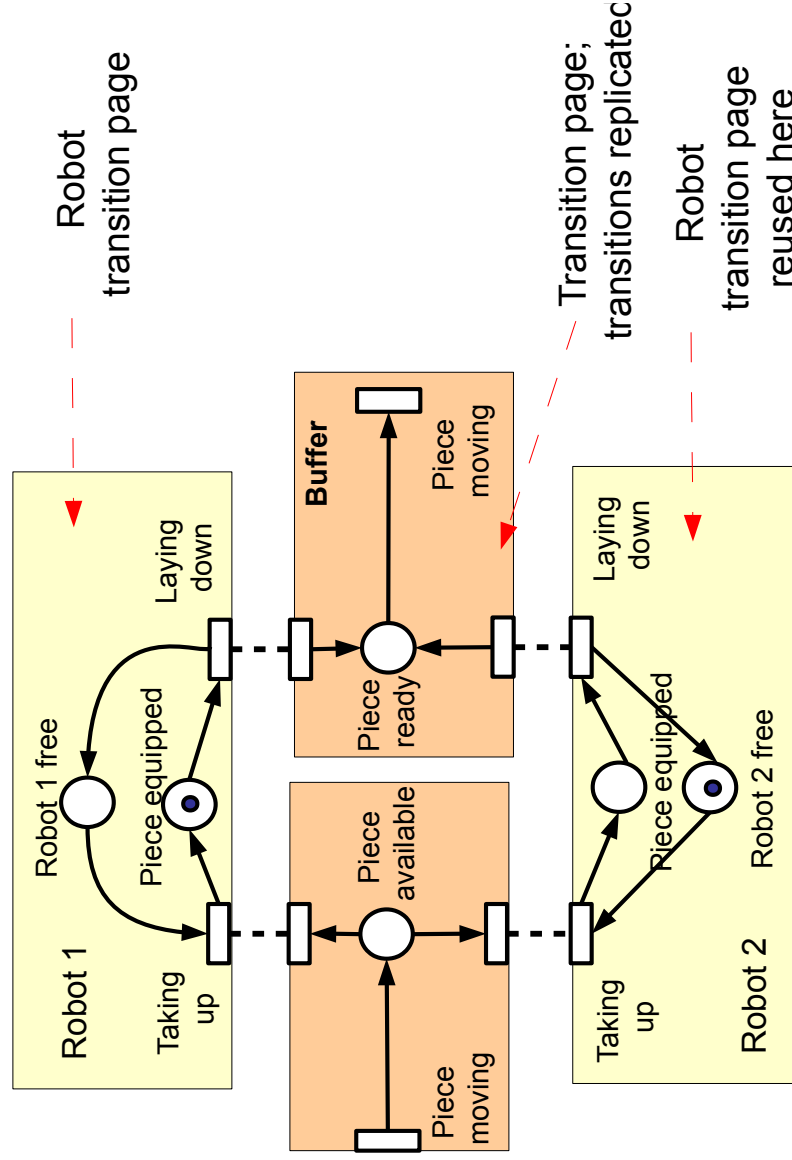 Robot 1
Robot 1 free
Taking
up
Piece equipped
Laying
down
Robot
transition page
Piece
moving
Piece
available
Piece
ready
Buffer
Piece
moving
Transition page;
transitions replicated
Taking
up
Piece equipped
Laying
down
Robot 2
Robot 2 free
Robot
transition page
reused here